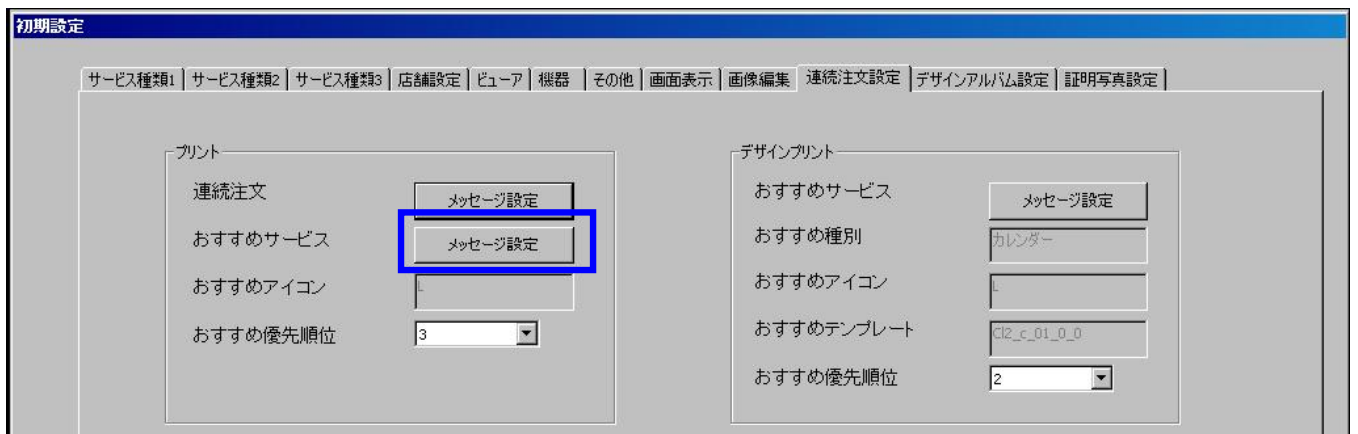 初期設定
サービス種類1 サービス種類2 サービス種類3 店舗設定 ビューア 機器 その他 画面表示 画像編集 連続注文設定 デザインアルバム設定 証明写真設定
プリント
連続注文 メッセージ設定
おすすめサービス メッセージ設定
おすすめアイコン L
おすすめ優先順位 3
デザインプリント
おすすめサービス メッセージ設定
おすすめ種別 カレンダー
おすすめアイコン L
おすすめテンプレート Cl2_c_01_0_0
おすすめ優先順位 2